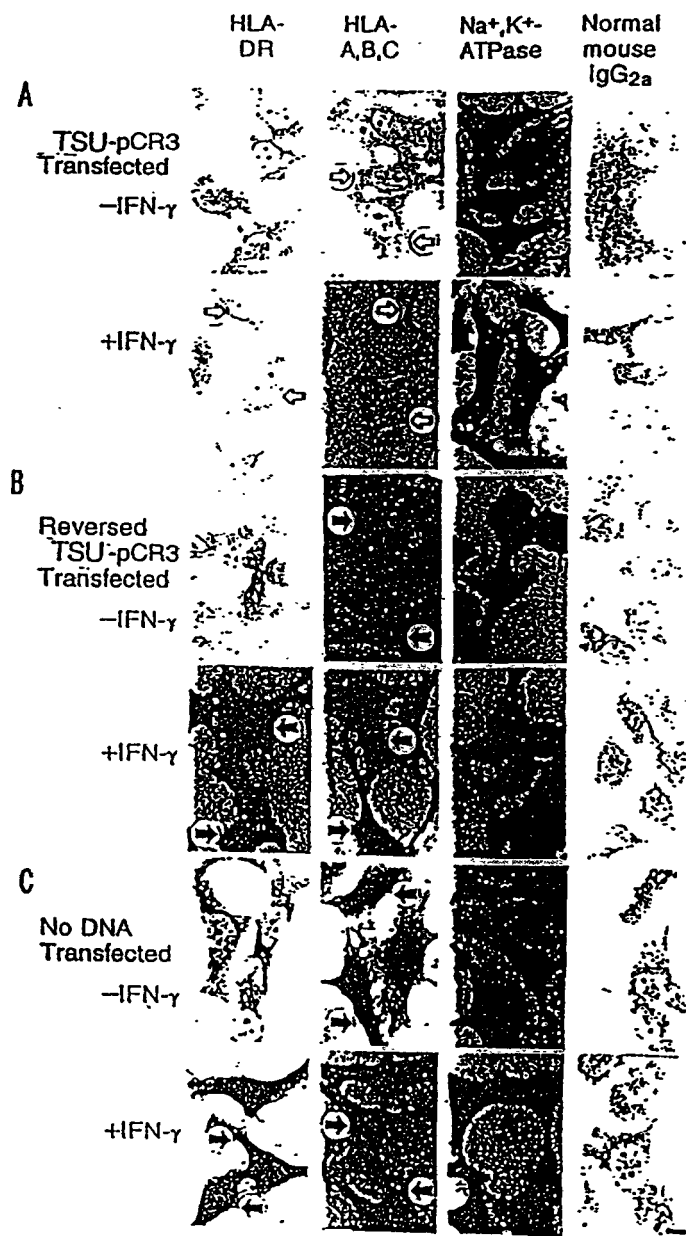 HLA-
DR
HLA-
A,B,C
Na+,K+-
ATPase
Normal
mouse
IgG2a
A
TSU-pCR3
Transfected
−IFN-γ
+IFN-γ
B
Reversed
TSU-pCR3
Transfected
−IFN-γ
+IFN-γ
C
No DNA
Transfected
−IFN-γ
+IFN-γ